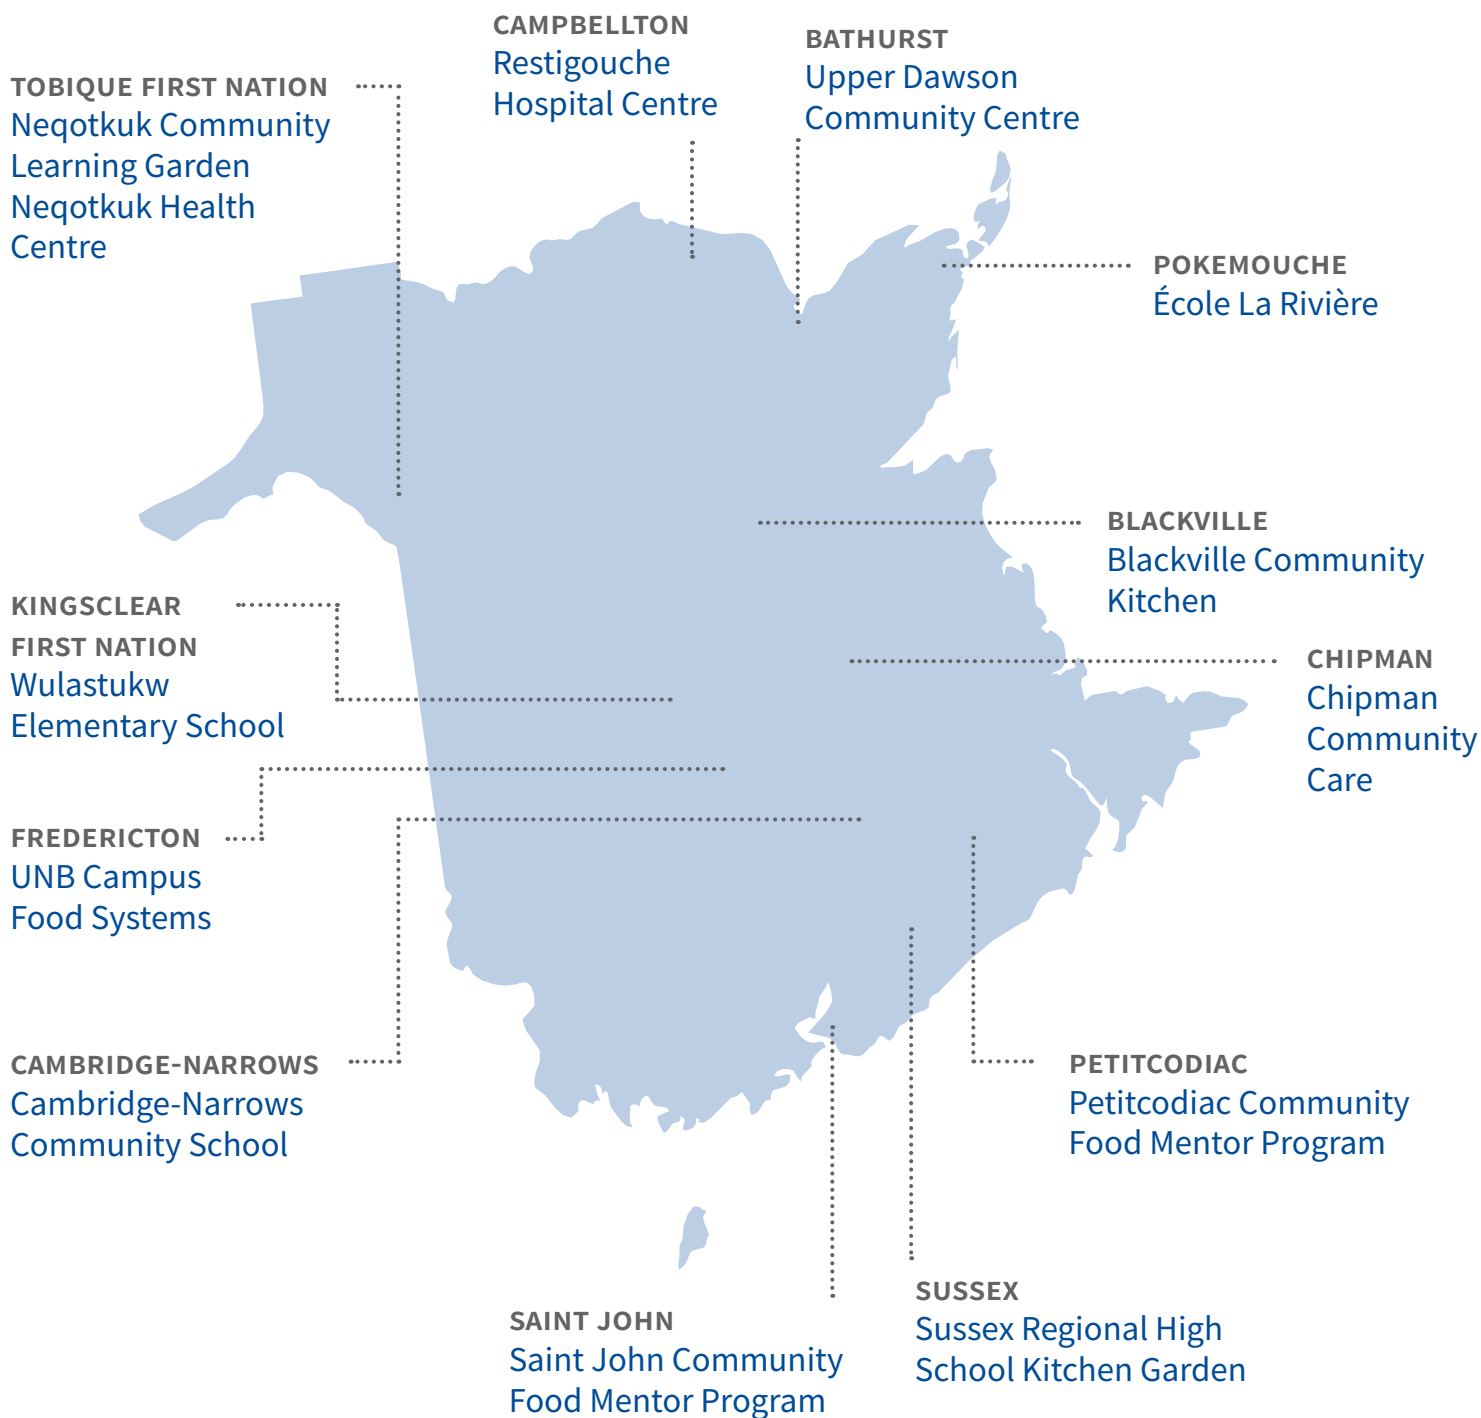 CAMPBELLTON
Restigouche
Hospital Centre
BATHURST
Upper Dawson
Community Centre
TOBIQUE FIRST NATION
Neqotkuk Community
Learning Garden
Neqotkuk Health
Centre
POKEMOUCHE
École La Rivière
BLACKVILLE
Blackville Community
Kitchen
KINGSCLEAR
FIRST NATION
Wulastukw
Elementary School
CHIPMAN
Chipman
Community
Care
FREDERICTON
UNB Campus
Food Systems
CAMBRIDGE-NARROWS
Cambridge-Narrows
Community School
PETITCODIAC
Petitcodiac Community
Food Mentor Program
SAINT JOHN
Saint John Community
Food Mentor Program
SUSSEX
Sussex Regional High
School Kitchen Garden